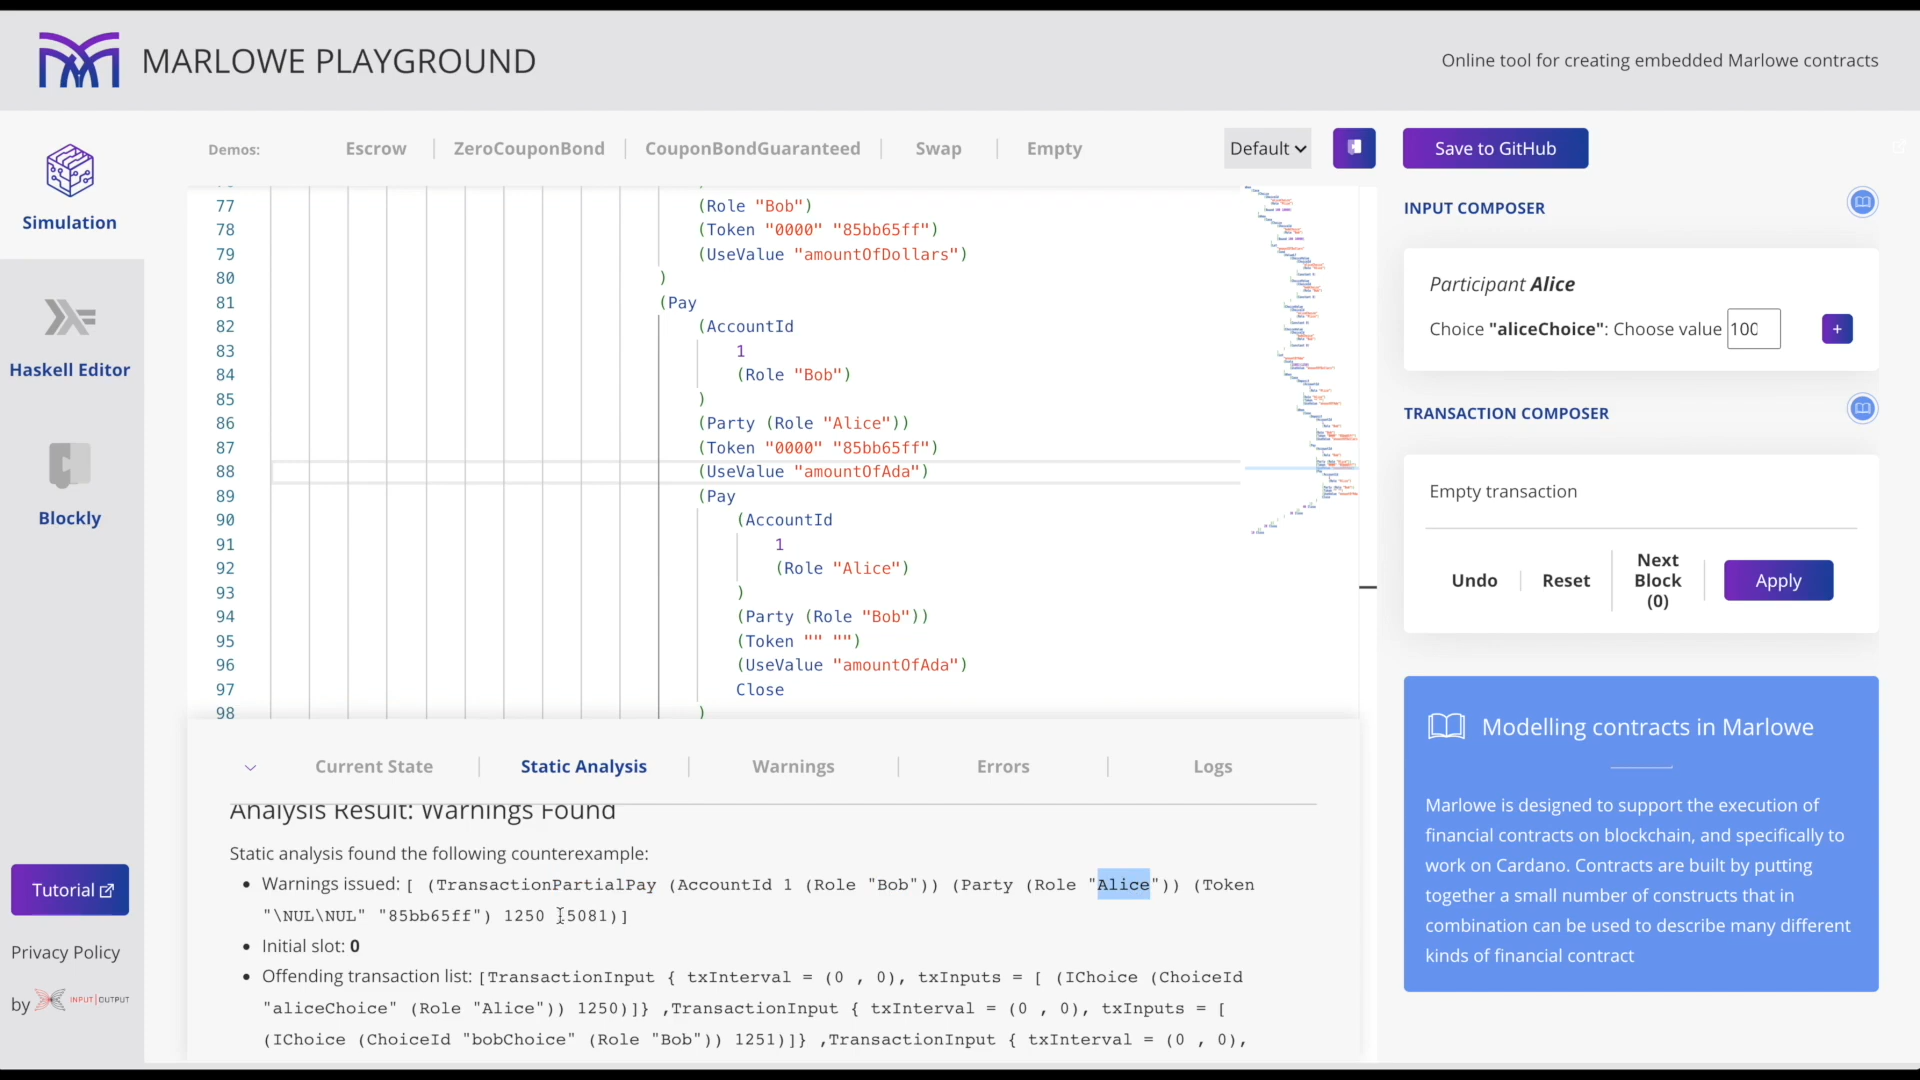 MARLOWE PLAYGROUND
Online tool for creating embedded Marlowe contracts
Simulation
Haskell Editor
Blockly
Tutorial
Privacy Policy
by INPUT|OUTPUT
Demos: Escrow ZeroCouponBond CouponBondGuaranteed Swap Empty Default Save to GitHub
77 (Role "Bob")
78 (Token "0000" "85bb65ff")
79 (UseValue "amountOfDollars")
80 )
81 (Pay
82 (AccountId
83 1
84 (Role "Bob")
85 )
86 (Party (Role "Alice"))
87 (Token "0000" "85bb65ff")
88 (UseValue "amountOfAda")
89 (Pay
90 (AccountId
91 1
92 (Role "Alice")
93 )
94 (Party (Role "Bob"))
95 (Token "" "")
96 (UseValue "amountOfAda")
97 Close
98 )
Current State Static Analysis Warnings Errors Logs
Analysis Result: Warnings Found
Static analysis found the following counterexample:
• Warnings issued: [ (TransactionPartialPay (AccountId 1 (Role "Bob")) (Party (Role "Alice")) (Token
"\NUL\NUL" "85bb65ff") 1250 15081)]
• Initial slot: 0
• Offending transaction list: [TransactionInput { txInterval = (0 , 0), txInputs = [ (IChoice (ChoiceId
"aliceChoice" (Role "Alice")) 1250)]} ,TransactionInput { txInterval = (0 , 0), txInputs = [
(IChoice (ChoiceId "bobChoice" (Role "Bob")) 1251)]} ,TransactionInput { txInterval = (0 , 0),
INPUT COMPOSER
Participant Alice
Choice "aliceChoice": Choose value 100 +
TRANSACTION COMPOSER
Empty transaction
Undo Reset Next Block (0) Apply
Modelling contracts in Marlowe
Marlowe is designed to support the execution of
financial contracts on blockchain, and specifically to
work on Cardano. Contracts are built by putting
together a small number of constructs that in
combination can be used to describe many different
kinds of financial contract